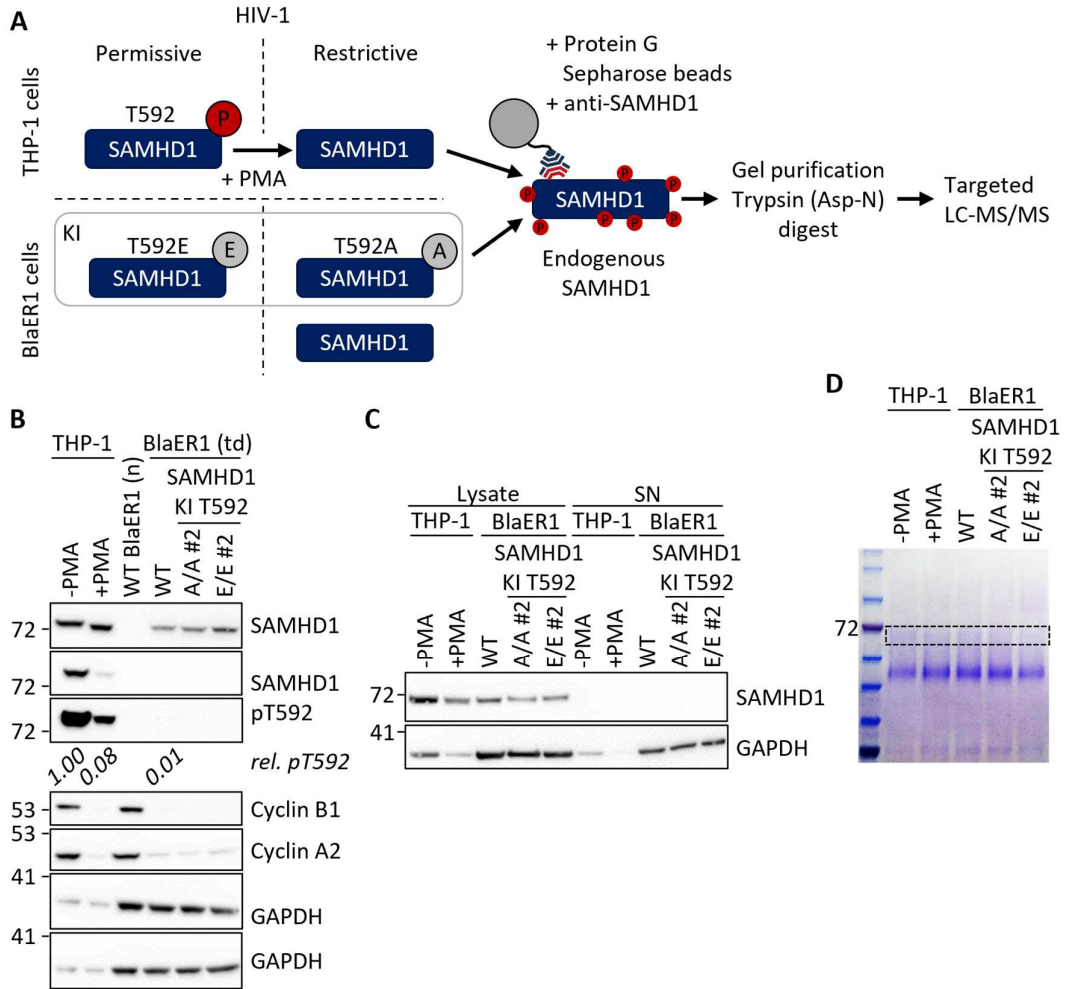 A
HIV-1
Permissive
Restrictive
THP-1 cells
T592
P
SAMHD1
+ PMA
SAMHD1
+ Protein G
Sepharose beads
+ anti-SAMHD1
P
P
P
P
P
P
P
SAMHD1
Endogenous
SAMHD1
Gel purification
Trypsin (Asp-N)
digest
Targeted
LC-MS/MS
BlaER1 cells
KI
T592E
E
SAMHD1
T592A
A
SAMHD1
SAMHD1
B
THP-1
BlaER1 (td)
SAMHD1
KI T592
-PMA
+PMA
WT BlaER1 (n)
WT
A/A #2
E/E #2
72
SAMHD1
72
SAMHD1
pT592
72
1.00
0.08
0.01
rel. pT592
53
Cyclin B1
53
Cyclin A2
41
GAPDH
41
GAPDH
C
Lysate
SN
THP-1
BlaER1
THP-1
BlaER1
SAMHD1
KI T592
SAMHD1
KI T592
-PMA
+PMA
WT
A/A #2
E/E #2
-PMA
+PMA
WT
A/A #2
E/E #2
72
SAMHD1
41
GAPDH
D
THP-1
BlaER1
SAMHD1
KI T592
-PMA
+PMA
WT
A/A #2
E/E #2
72